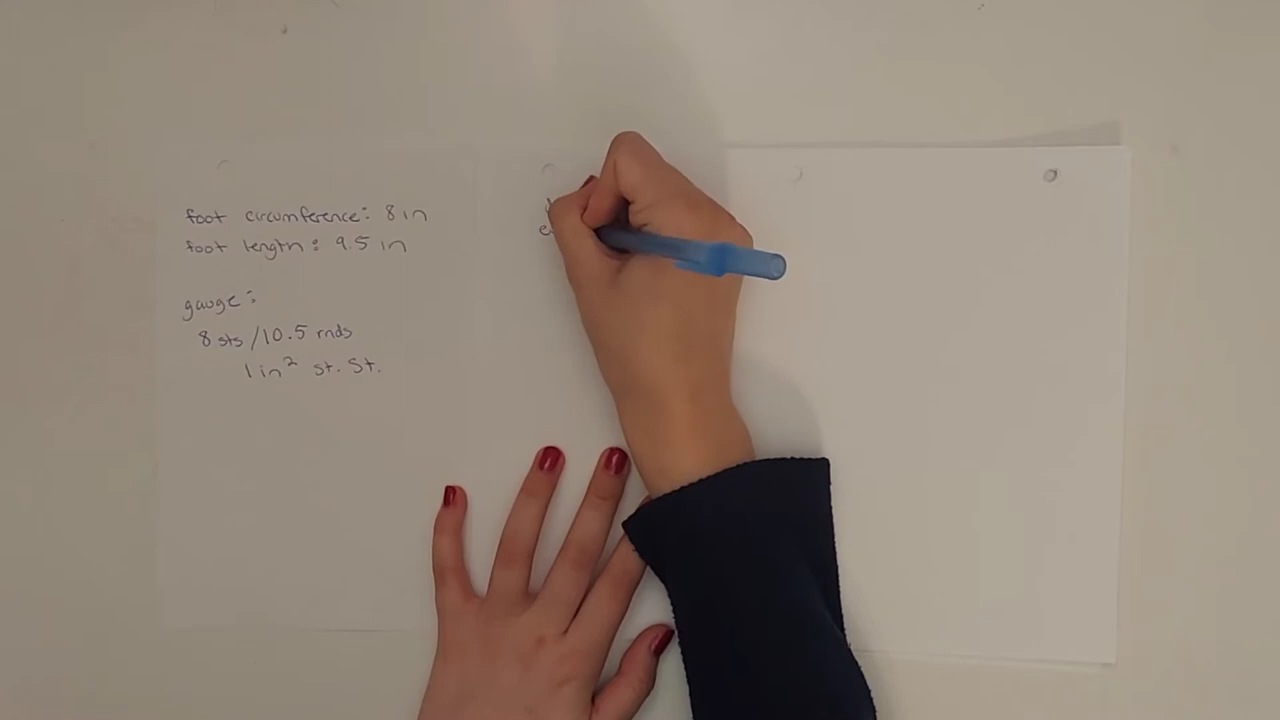 foot circumference: 8 in
foot length: 9.5 in
gauge:
8 sts/10.5 rnds
1 in² st. St.